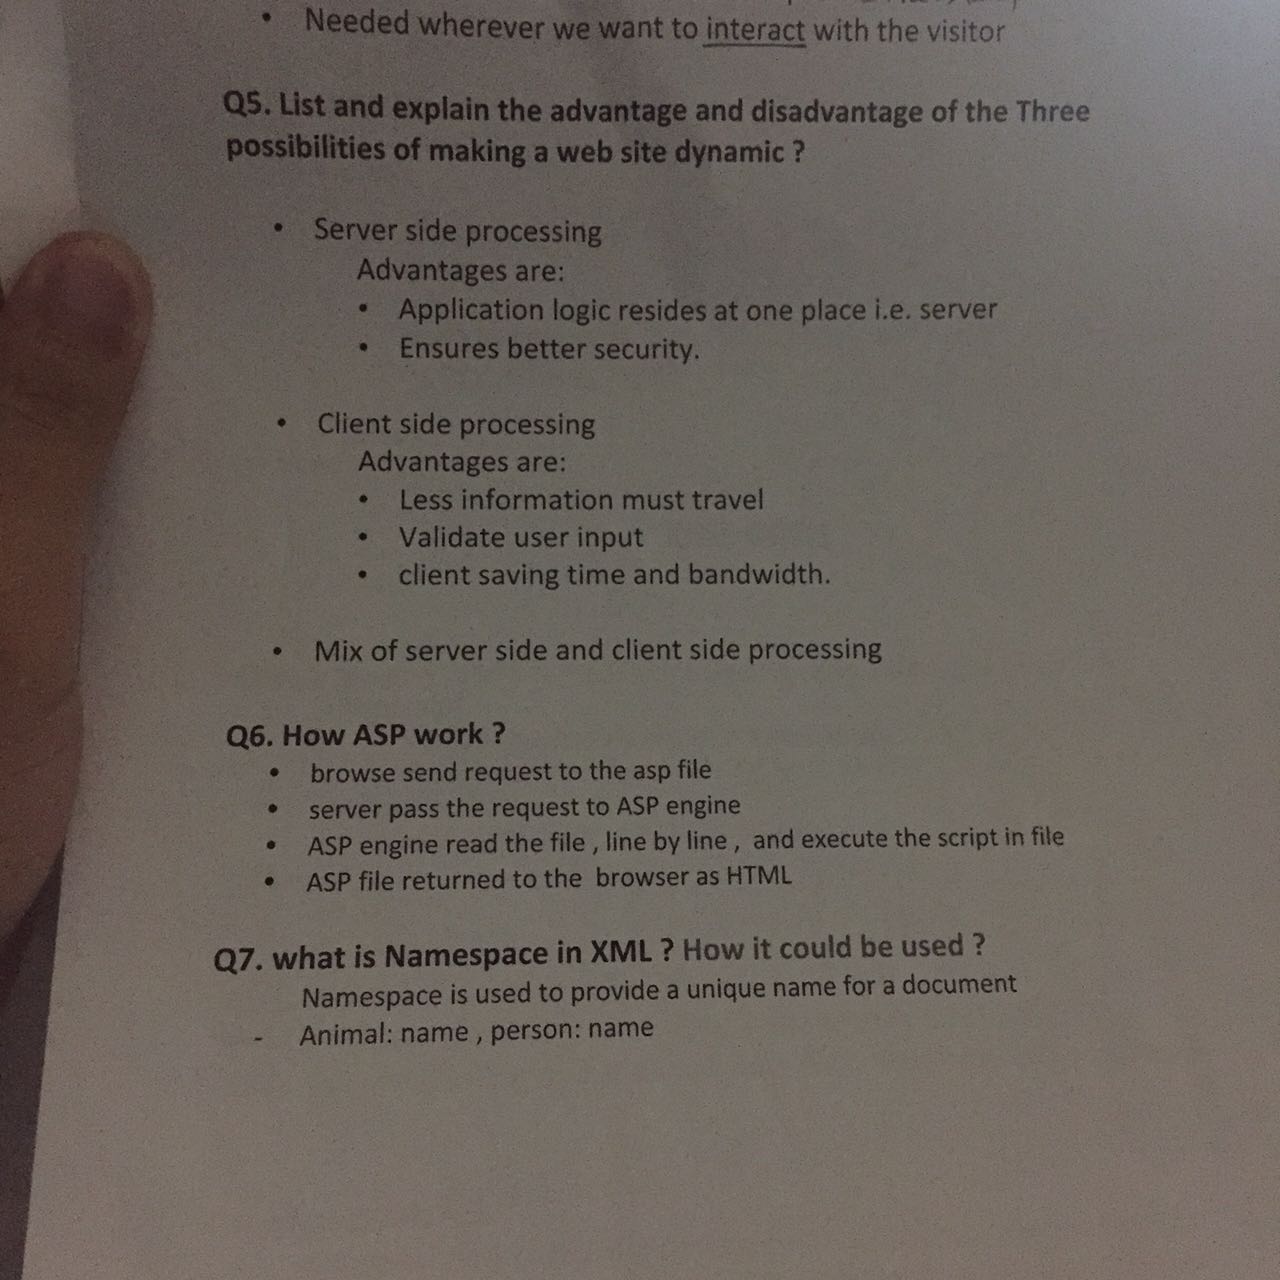 • Needed wherever we want to interact with the visitor
Q5. List and explain the advantage and disadvantage of the Three
possibilities of making a web site dynamic ?
• Server side processing
Advantages are:
• Application logic resides at one place i.e. server
• Ensures better security.
• Client side processing
Advantages are:
• Less information must travel
• Validate user input
• client saving time and bandwidth.
• Mix of server side and client side processing
Q6. How ASP work ?
• browse send request to the asp file
• server pass the request to ASP engine
• ASP engine read the file , line by line , and execute the script in file
• ASP file returned to the browser as HTML
Q7. what is Namespace in XML ? How it could be used ?
Namespace is used to provide a unique name for a document
- Animal: name , person: name